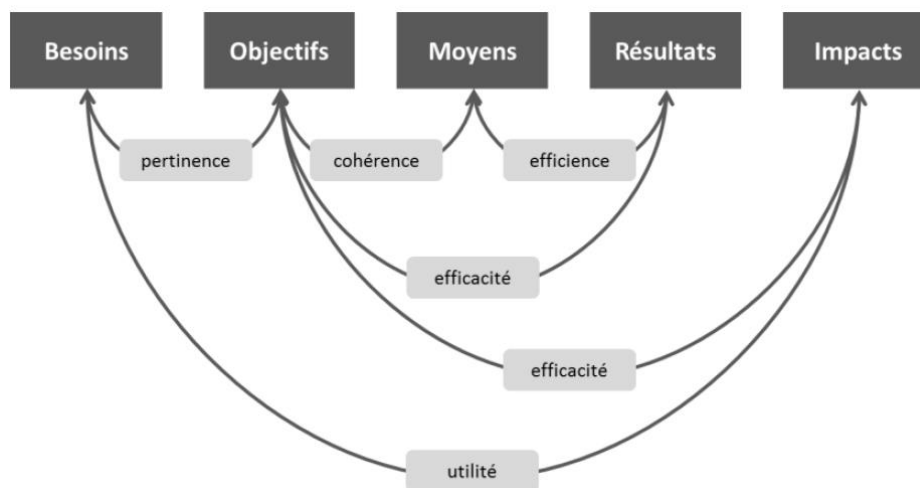 Besoins
Objectifs
Moyens
Résultats
Impacts
pertinence
cohérence
efficience
efficacité
efficacité
utilité